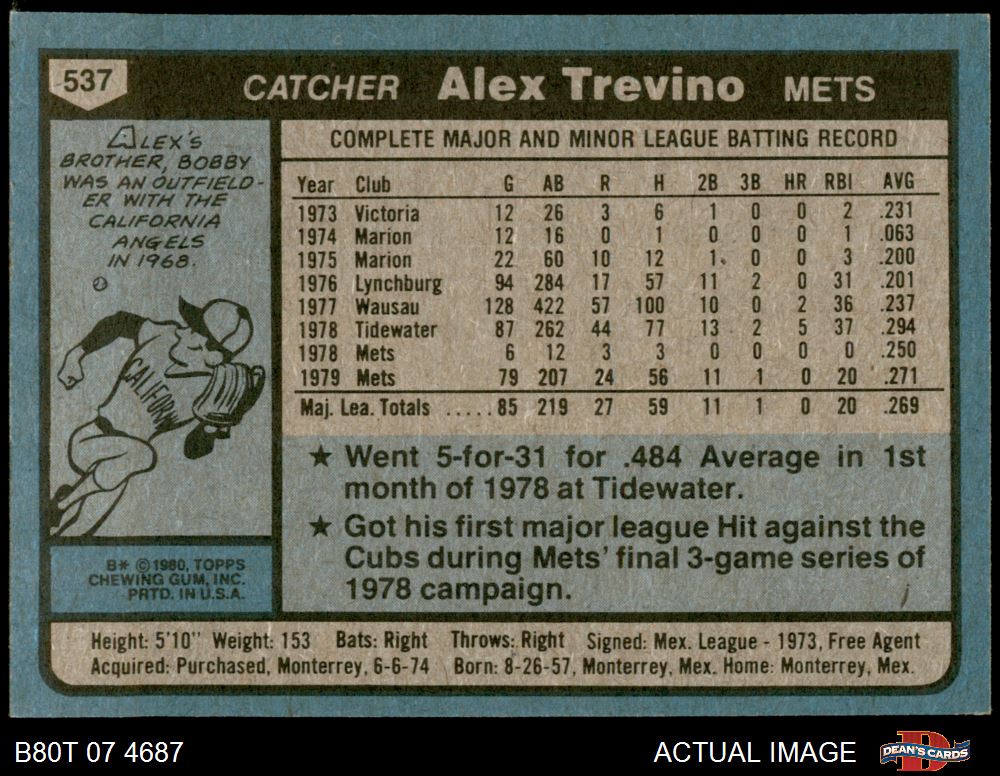 537
CATCHER Alex Trevino METS
ALEX'S
BROTHER, BOBBY
WAS AN OUTFIELD-
ER WITH THE
CALIFORNIA
ANGELS
IN 1968.
CALIFORN
B* © 1980, TOPPS
CHEWING GUM, INC.
PRTD. IN U.S.A.
COMPLETE MAJOR AND MINOR LEAGUE BATTING RECORD
Year Club G AB R H 2B 3B HR RBI AVG
1973 Victoria 12 26 3 6 1 0 0 2 .231
1974 Marion 12 16 0 1 0 0 0 1 .063
1975 Marion 22 60 10 12 1 0 0 3 .200
1976 Lynchburg 94 284 17 57 11 2 0 31 .201
1977 Wausau 128 422 57 100 10 0 2 36 .237
1978 Tidewater 87 262 44 77 13 2 5 37 .294
1978 Mets 6 12 3 3 0 0 0 0 .250
1979 Mets 79 207 24 56 11 1 0 20 .271
Maj. Lea. Totals .....85 219 27 59 11 1 0 20 .269
★ Went 5-for-31 for .484 Average in 1st
month of 1978 at Tidewater.
★ Got his first major league Hit against the
Cubs during Mets' final 3-game series of
1978 campaign.
Height: 5'10" Weight: 153 Bats: Right Throws: Right Signed: Mex. League - 1973, Free Agent
Acquired: Purchased, Monterrey, 6-6-74 Born: 8-26-57, Monterrey, Mex. Home: Monterrey, Mex.
B80T 07 4687 ACTUAL IMAGE D DEAN'S CARDS